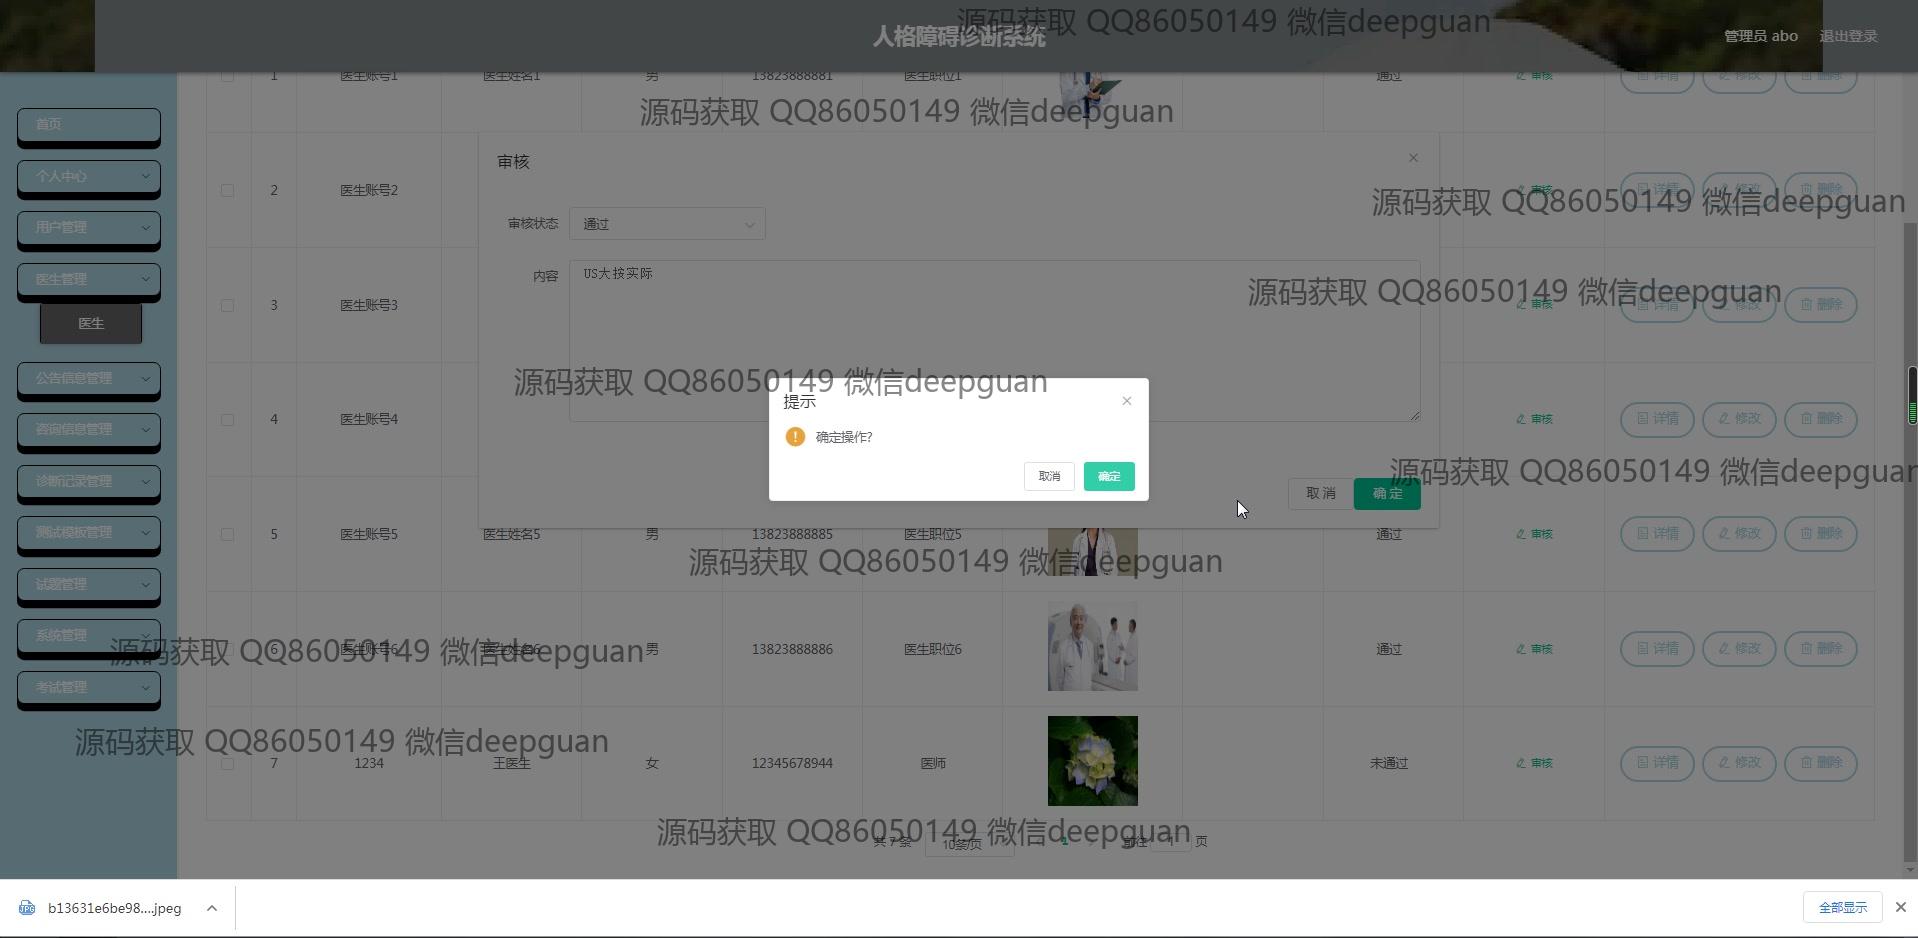 源码获取 QQ86050149 微信deepguan
人格障碍诊断系统
管理员 abo 退出登录
1 医生账号1 医生姓名1 男 13823888881 医生职位1 通过 审核 详情 修改 删除
源码获取 QQ86050149 微信deepguan
首页
个人中心
用户管理
医生管理
医生
公告信息管理
咨询信息管理
诊断记录管理
测试模板管理
试题管理
系统管理
考试管理
审核
2 医生账号2 审核 详情 修改 删除
源码获取 QQ86050149 微信deepguan
审核状态 通过
内容 US大接实际
源码获取 QQ86050149 微信deepguan
3 医生账号3 审核 详情 修改 删除
源码获取 QQ86050149 微信deepguan
提示
确定操作?
取消 确定
4 医生账号4 审核 详情 修改 删除
源码获取 QQ86050149 微信deepguan
取消 确定
5 医生账号5 医生姓名5 男 13823888885 医生职位5 通过 审核 详情 修改 删除
源码获取 QQ86050149 微信deepguan
6 医生账号6 医生姓名6 男 13823888886 医生职位6 通过 审核 详情 修改 删除
源码获取 QQ86050149 微信deepguan
源码获取 QQ86050149 微信deepguan
7 1234 王医生 女 12345678944 医师 未通过 审核 详情 修改 删除
源码获取 QQ86050149 微信deepguan
共 7 条 10条/页 1 前往 1 页
b13631e6be98....jpeg
全部显示